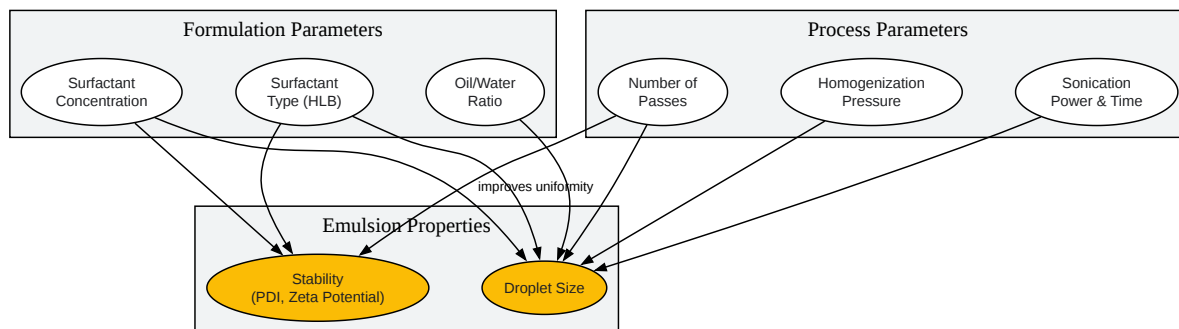 Formulation Parameters
Process Parameters
Surfactant
Concentration
Surfactant
Type (HLB)
Oil/Water
Ratio
Number of
Passes
Homogenization
Pressure
Sonication
Power & Time
improves uniformity
Emulsion Properties
Stability
(PDI, Zeta Potential)
Droplet Size